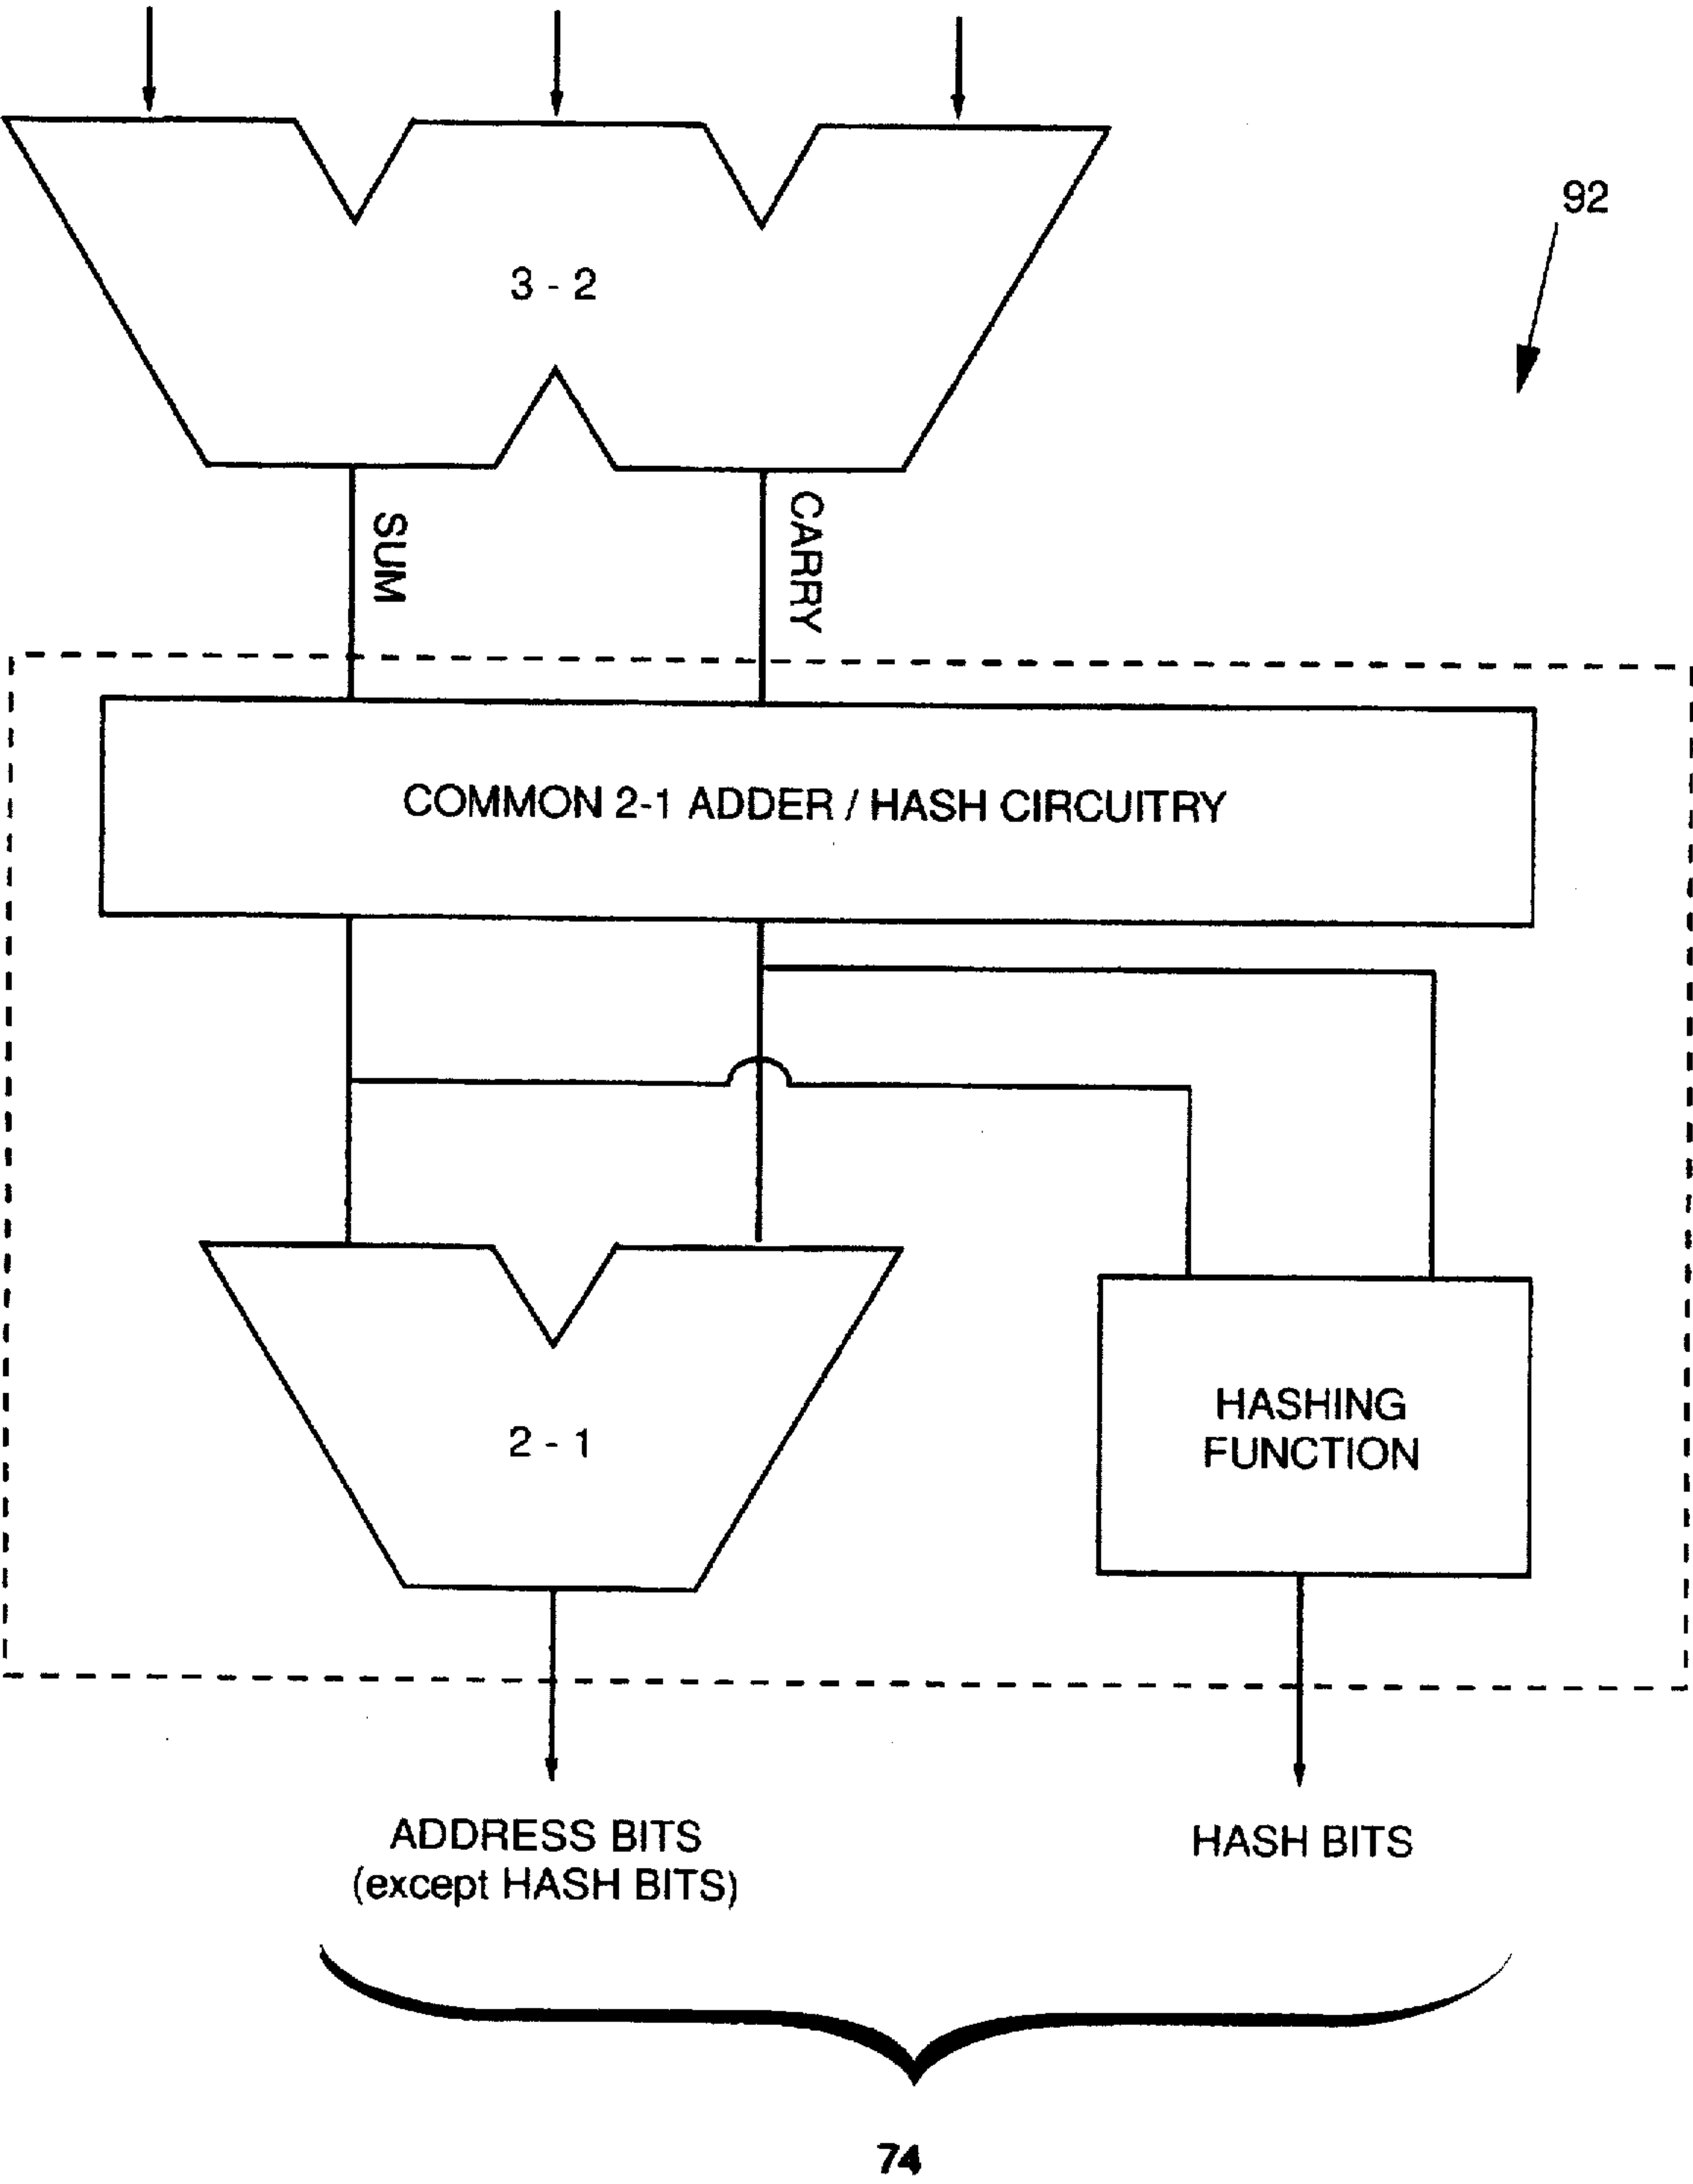 92
3 - 2
SUM
CARRY
COMMON 2-1 ADDER / HASH CIRCUITRY
2 - 1
HASHING
FUNCTION
ADDRESS BITS
(except HASH BITS)
HASH BITS
74